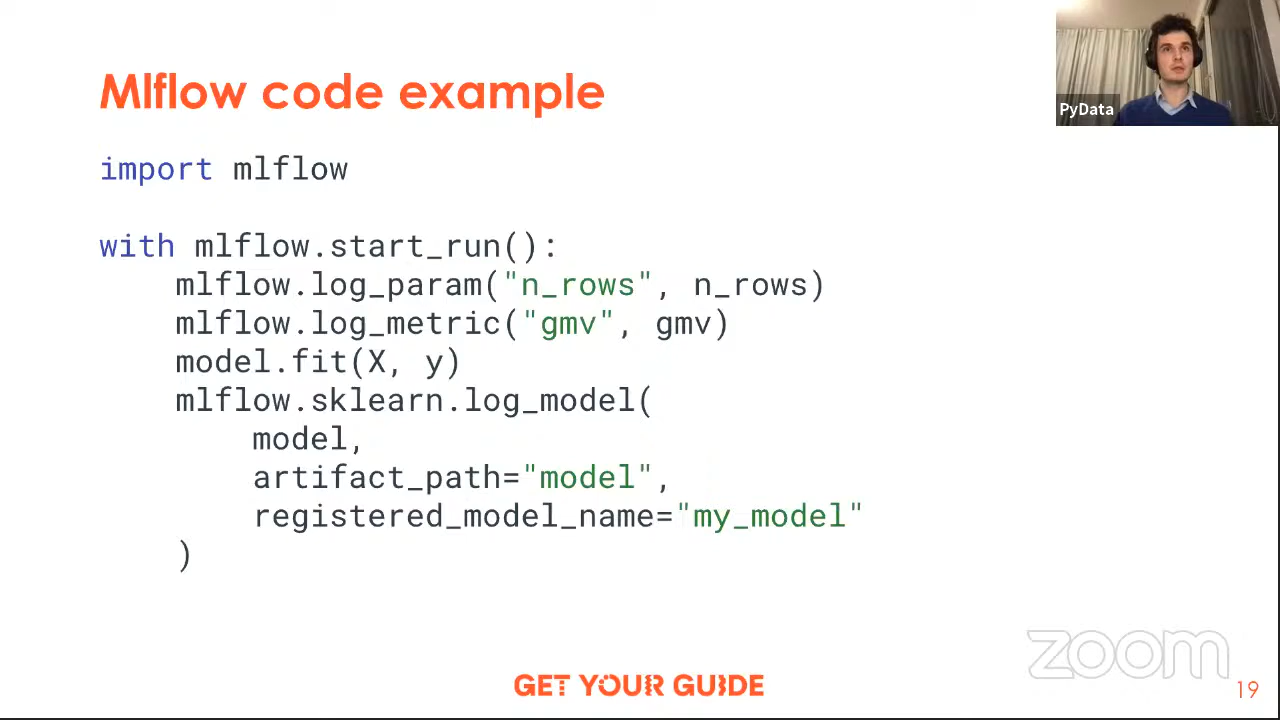 Mlflow code example
PyData
import mlflow
with mlflow.start_run():
    mlflow.log_param("n_rows", n_rows)
    mlflow.log_metric("gmv", gmv)
    model.fit(X, y)
    mlflow.sklearn.log_model(
        model,
        artifact_path="model",
        registered_model_name="my_model"
    )
zoom
GET YOUR GUIDE
19